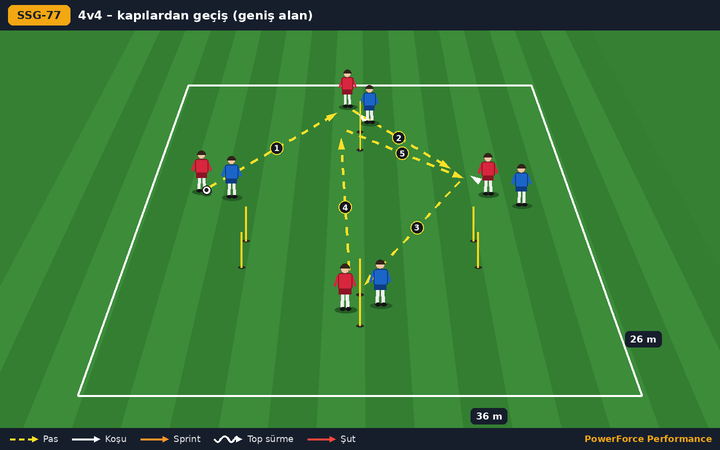 SSG-77 4v4 – kapılardan geçiş (geniş alan)
1
2
5
4
3
26 m
36 m
Pas Koşu Sprint Top sürme Şut PowerForce Performance